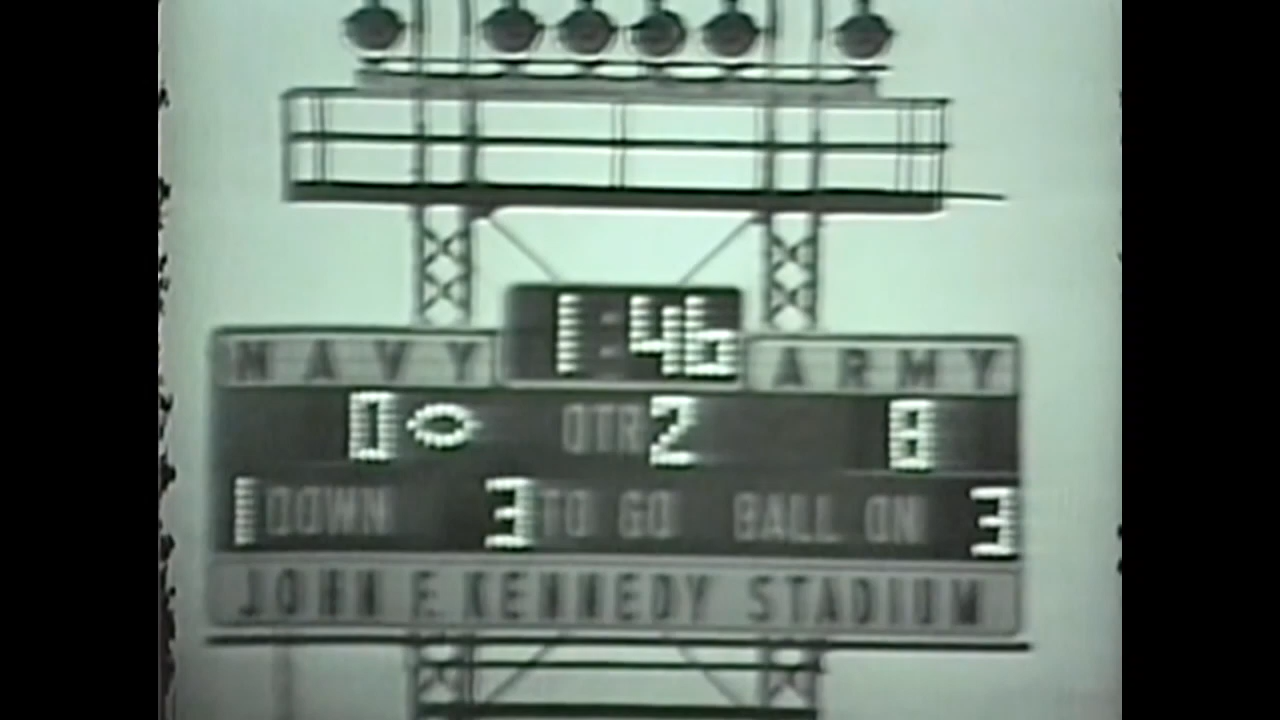 1:46
NAVY ARMY
0 QTR 2 8
1 DOWN 3 TO GO BALL ON 3
JOHN F. KENNEDY STADIUM